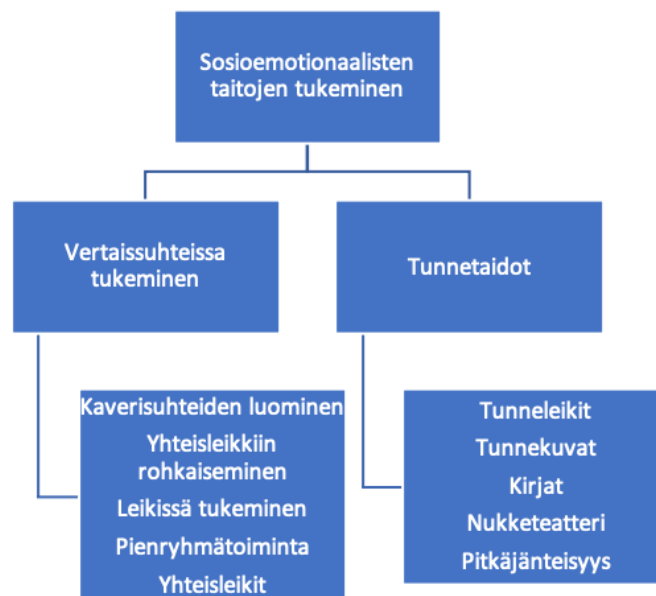 Sosioemotionaalisten
taitojen tukeminen
Vertaissuhteissa
tukeminen
Tunnetaidot
Kaverisuhteiden luominen
Yhteisleikkiin
rohkaiseminen
Leikissä tukeminen
Pienryhmätoiminta
Yhteisleikit
Tunneleikit
Tunnekuvat
Kirjat
Nukketeatteri
Pitkäjänteisyys